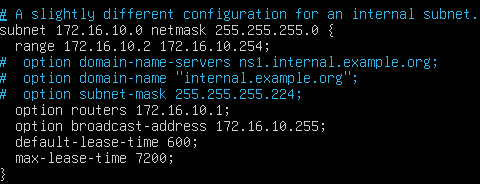 # A slightly different configuration for an internal subnet.
subnet 172.16.10.0 netmask 255.255.255.0 {
  range 172.16.10.2 172.16.10.254;
#  option domain-name-servers ns1.internal.example.org;
#  option domain-name "internal.example.org";
#  option subnet-mask 255.255.255.224;
  option routers 172.16.10.1;
  option broadcast-address 172.16.10.255;
  default-lease-time 600;
  max-lease-time 7200;
}